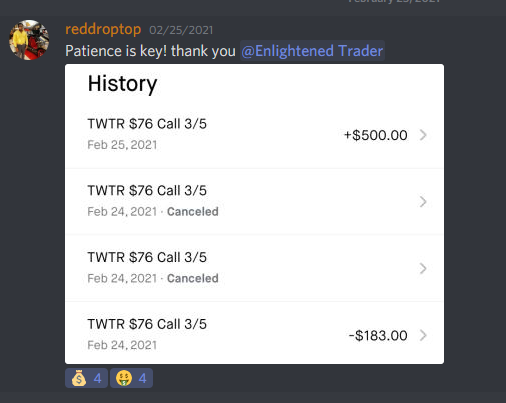 February 25, 2021
reddroptop 02/25/2021
Patience is key! thank you @Enlightened Trader
History
TWTR $76 Call 3/5
Feb 25, 2021
+$500.00
TWTR $76 Call 3/5
Feb 24, 2021 · Canceled
TWTR $76 Call 3/5
Feb 24, 2021 · Canceled
TWTR $76 Call 3/5
Feb 24, 2021
-$183.00
4 4